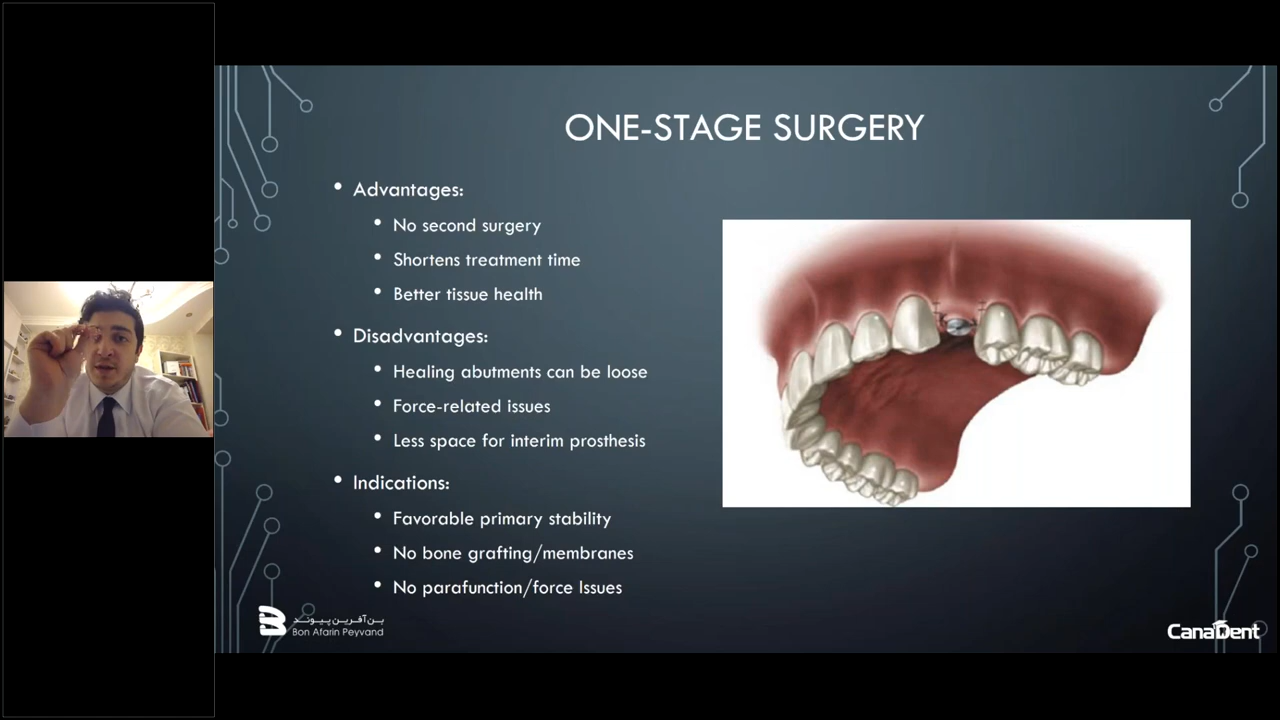 ONE-STAGE SURGERY
• Advantages:
• No second surgery
• Shortens treatment time
• Better tissue health
• Disadvantages:
• Healing abutments can be loose
• Force-related issues
• Less space for interim prosthesis
• Indications:
• Favorable primary stability
• No bone grafting/membranes
• No parafunction/force Issues
بن‌آفرین‌پیوند
Bon Afarin Peyvand
CanaDent